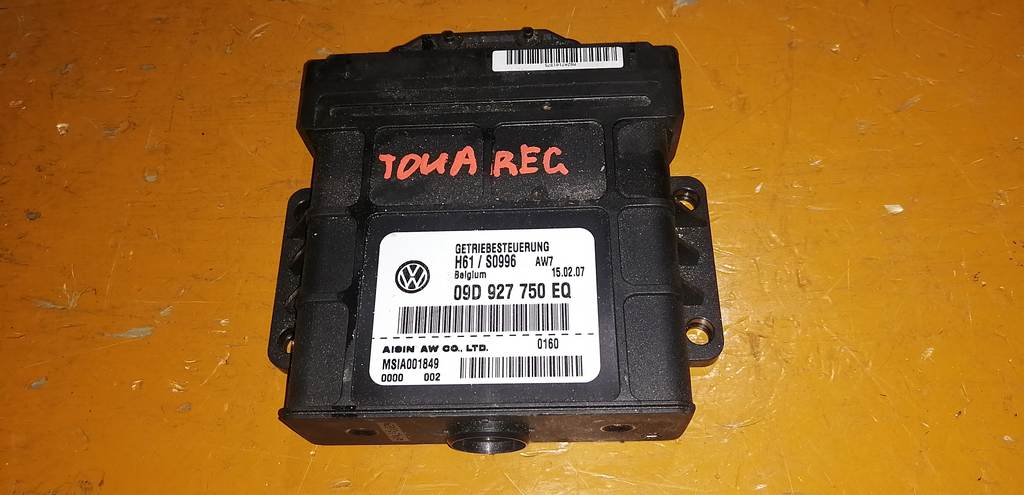 TOUAREG
GETRIEBESTEUERUNG
H61 / S0996 AW7
Belgium 15.02.07
09D 927 750 EQ
0160
AISIN AW CO., LTD.
MSIA001849
0000 002